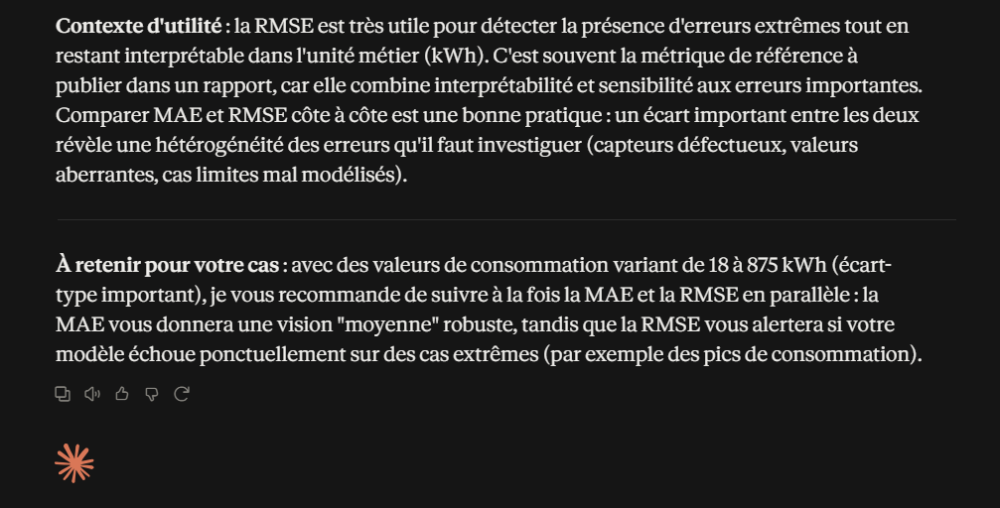 Contexte d'utilité : la RMSE est très utile pour détecter la présence d'erreurs extrêmes tout en
restant interprétable dans l'unité métier (kWh). C'est souvent la métrique de référence à
publier dans un rapport, car elle combine interprétabilité et sensibilité aux erreurs importantes.
Comparer MAE et RMSE côte à côte est une bonne pratique : un écart important entre les deux
révèle une hétérogénéité des erreurs qu'il faut investiguer (capteurs défectueux, valeurs
aberrantes, cas limites mal modélisés).
À retenir pour votre cas : avec des valeurs de consommation variant de 18 à 875 kWh (écart-
type important), je vous recommande de suivre à la fois la MAE et la RMSE en parallèle : la
MAE vous donnera une vision "moyenne" robuste, tandis que la RMSE vous alertera si votre
modèle échoue ponctuellement sur des cas extrêmes (par exemple des pics de consommation).